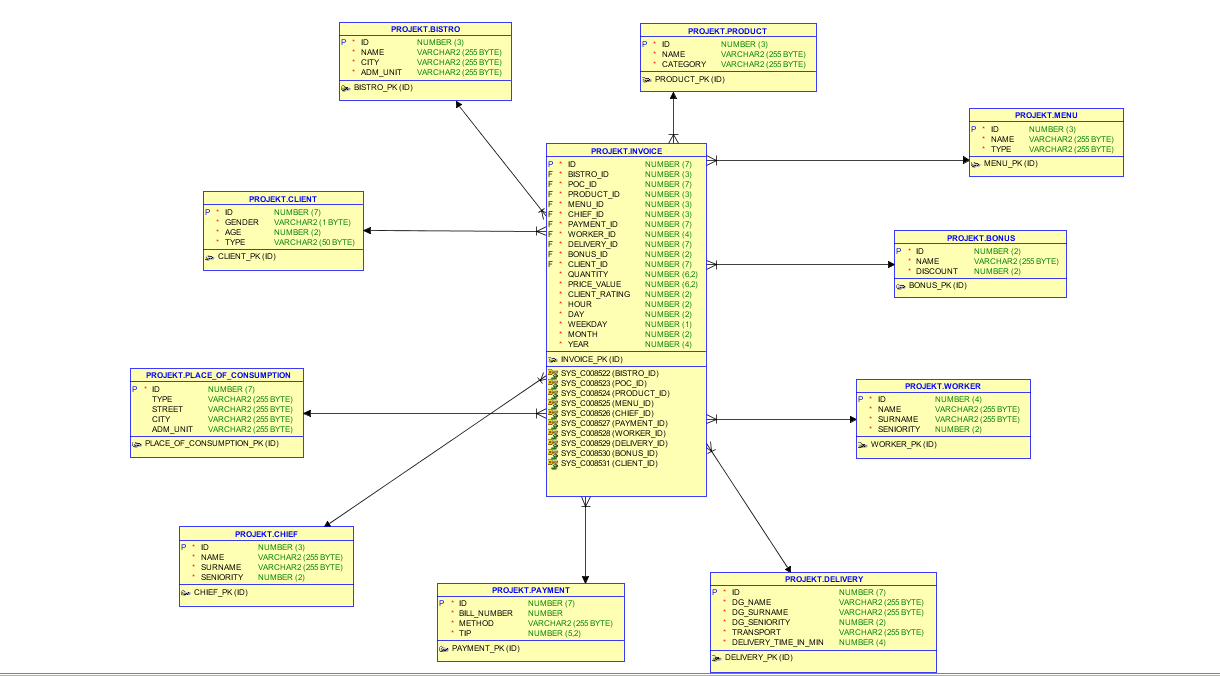 PROJEKT.BISTRO
P * ID NUMBER (3)
* NAME VARCHAR2 (255 BYTE)
* CITY VARCHAR2 (255 BYTE)
* ADM_UNIT VARCHAR2 (255 BYTE)
BISTRO_PK (ID)
PROJEKT.PRODUCT
P * ID NUMBER (3)
* NAME VARCHAR2 (255 BYTE)
* CATEGORY VARCHAR2 (255 BYTE)
PRODUCT_PK (ID)
PROJEKT.MENU
P * ID NUMBER (3)
* NAME VARCHAR2 (255 BYTE)
* TYPE VARCHAR2 (255 BYTE)
MENU_PK (ID)
PROJEKT.INVOICE
P * ID NUMBER (7)
F * BISTRO_ID NUMBER (3)
F * POC_ID NUMBER (7)
F * PRODUCT_ID NUMBER (3)
F * MENU_ID NUMBER (3)
F * CHIEF_ID NUMBER (3)
F * PAYMENT_ID NUMBER (7)
F * WORKER_ID NUMBER (4)
F * DELIVERY_ID NUMBER (7)
F * BONUS_ID NUMBER (2)
F * CLIENT_ID NUMBER (7)
* QUANTITY NUMBER (6,2)
* PRICE_VALUE NUMBER (6,2)
* CLIENT_RATING NUMBER (2)
* HOUR NUMBER (2)
* DAY NUMBER (2)
* WEEKDAY NUMBER (1)
* MONTH NUMBER (2)
* YEAR NUMBER (4)
INVOICE_PK (ID)
SYS_C008522 (BISTRO_ID)
SYS_C008523 (POC_ID)
SYS_C008524 (PRODUCT_ID)
SYS_C008525 (MENU_ID)
SYS_C008526 (CHIEF_ID)
SYS_C008527 (PAYMENT_ID)
SYS_C008528 (WORKER_ID)
SYS_C008529 (DELIVERY_ID)
SYS_C008530 (BONUS_ID)
SYS_C008531 (CLIENT_ID)
PROJEKT.CLIENT
P * ID NUMBER (7)
* GENDER VARCHAR2 (1 BYTE)
* AGE NUMBER (2)
* TYPE VARCHAR2 (50 BYTE)
CLIENT_PK (ID)
PROJEKT.BONUS
P * ID NUMBER (2)
* NAME VARCHAR2 (255 BYTE)
* DISCOUNT NUMBER (2)
BONUS_PK (ID)
PROJEKT.PLACE_OF_CONSUMPTION
P * ID NUMBER (7)
TYPE VARCHAR2 (255 BYTE)
STREET VARCHAR2 (255 BYTE)
CITY VARCHAR2 (255 BYTE)
ADM_UNIT VARCHAR2 (255 BYTE)
PLACE_OF_CONSUMPTION_PK (ID)
PROJEKT.WORKER
P * ID NUMBER (4)
* NAME VARCHAR2 (255 BYTE)
* SURNAME VARCHAR2 (255 BYTE)
* SENIORITY NUMBER (2)
WORKER_PK (ID)
PROJEKT.CHIEF
P * ID NUMBER (3)
* NAME VARCHAR2 (255 BYTE)
* SURNAME VARCHAR2 (255 BYTE)
* SENIORITY NUMBER (2)
CHIEF_PK (ID)
PROJEKT.PAYMENT
P * ID NUMBER (7)
* BILL_NUMBER NUMBER
* METHOD VARCHAR2 (255 BYTE)
* TIP NUMBER (5,2)
PAYMENT_PK (ID)
PROJEKT.DELIVERY
P * ID NUMBER (7)
* DG_NAME VARCHAR2 (255 BYTE)
* DG_SURNAME VARCHAR2 (255 BYTE)
* DG_SENIORITY NUMBER (2)
* TRANSPORT VARCHAR2 (255 BYTE)
* DELIVERY_TIME_IN_MIN NUMBER (4)
DELIVERY_PK (ID)